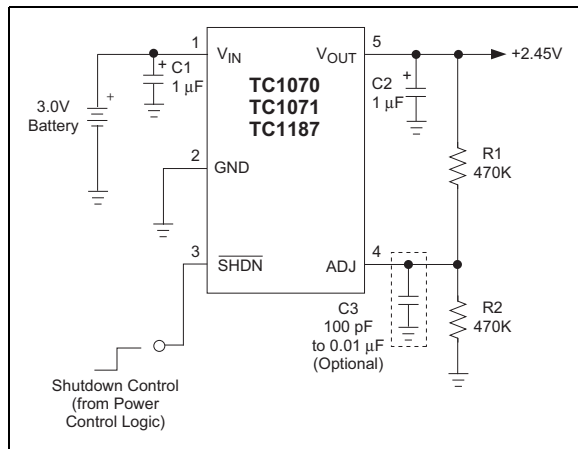 1
VIN
C1
+
1 µF
3.0V
Battery
+
TC1070
TC1071
TC1187
VOUT
5
+2.45V
C2
+
1 µF
R1
470K
2
GND
3
SHDN
ADJ
4
C3
100 pF
to 0.01 µF
(Optional)
R2
470K
Shutdown Control
(from Power
Control Logic)